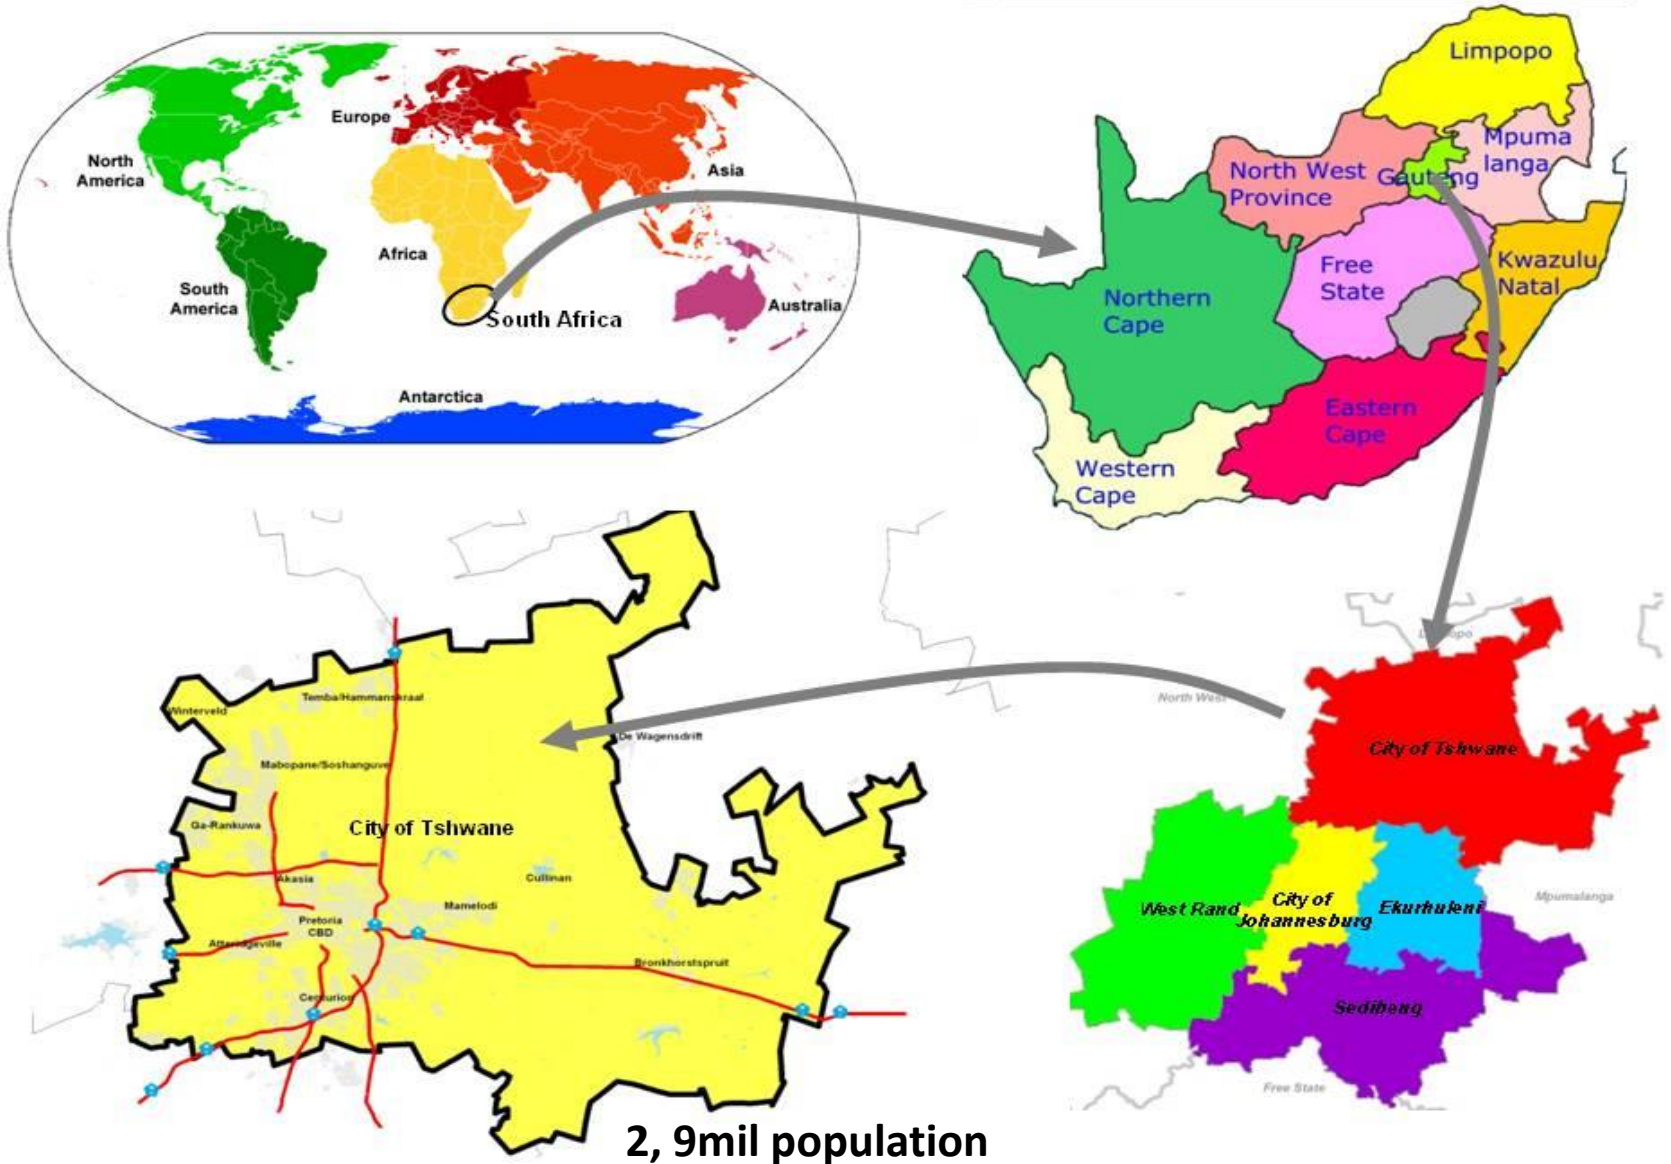 Europe
North
America
Asia
Africa
South
America
South Africa
Australia
Antarctica
Limpopo
Mpuma
langa
North West
Province
Gauteng
Free
State
Kwazulu
Natal
Northern
Cape
Eastern
Cape
Western
Cape
Temba/Hammanskraal
Winterveld
De Wagensdrift
Mabopane/Soshanguve
Ga-Rankuwa
City of Tshwane
Akasia
Cullinan
Mamelodi
Pretoria
CBD
Atteridgeville
Bronkhorstspruit
Centurion
Limpopo
North West
City of Tshwane
Mpumalanga
West Rand
City of
Johannesburg
Ekurhuleni
Sedibeng
Free State
2, 9mil population